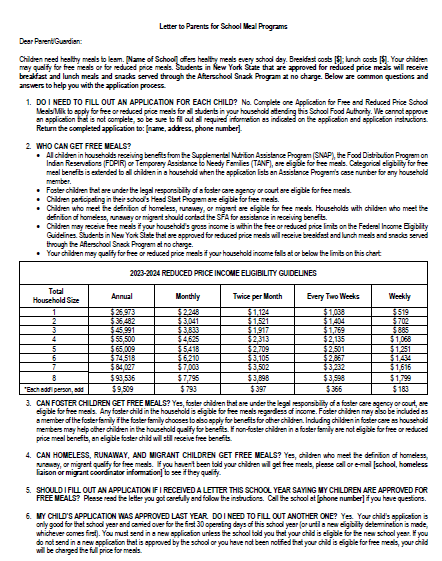 Letter to Parents for School Meal Programs
Dear Parent/Guardian:
Children need healthy meals to learn. [Name of School] offers healthy meals every school day. Breakfast costs [$]; lunch costs [$]. Your children
may qualify for free meals or for reduced price meals. Students in New York State that are approved for reduced price meals will receive
breakfast and lunch meals and snacks served through the Afterschool Snack Program at no charge. Below are common questions and
answers to help you with the application process.
1. DO I NEED TO FILL OUT AN APPLICATION FOR EACH CHILD? No. Complete one Application for Free and Reduced Price School
Meals/Milk to apply for free or reduced price meals for all students in your household attending this School Food Authority. We cannot approve
an application that is not complete, so be sure to fill out all required information as indicated on the application and application instructions.
Return the completed application to: [name, address, phone number].
2. WHO CAN GET FREE MEALS?
• All children in households receiving benefits from the Supplemental Nutrition Assistance Program (SNAP), the Food Distribution Program on
Indian Reservations (FDPIR) or Temporary Assistance to Needy Families (TANF), are eligible for free meals. Categorical eligibility for free
meal benefits is extended to all children in a household when the application lists an Assistance Program's case number for any household
member.
• Foster children that are under the legal responsibility of a foster care agency or court are eligible for free meals.
• Children participating in their school's Head Start Program are eligible for free meals.
• Children who meet the definition of homeless, runaway, or migrant are eligible for free meals. Households with children who meet the
definition of homeless, runaway or migrant should contact the SFA for assistance in receiving benefits.
• Children may receive free meals if your household's gross income is within the free or reduced price limits on the Federal Income Eligibility
Guidelines. Students in New York State that are approved for reduced price meals will receive breakfast and lunch meals and snacks served
through the Afterschool Snack Program at no charge.
• Your children may qualify for free or reduced price meals if your household income falls at or below the limits on this chart:
2023-2024 REDUCED PRICE INCOME ELIGIBILITY GUIDELINES
Total Household Size Annual Monthly Twice per Month Every Two Weeks Weekly
1 $ 26,973 $ 2,248 $ 1,124 $ 1,038 $ 519
2 $ 36,482 $ 3,041 $ 1,521 $ 1,404 $ 702
3 $ 45,991 $ 3,833 $ 1,917 $ 1,769 $ 885
4 $ 55,500 $ 4,625 $ 2,313 $ 2,135 $ 1,068
5 $ 65,009 $ 5,418 $ 2,709 $ 2,501 $ 1,251
6 $ 74,518 $ 6,210 $ 3,105 $ 2,867 $ 1,434
7 $ 84,027 $ 7,003 $ 3,502 $ 3,232 $ 1,616
8 $ 93,536 $ 7,795 $ 3,898 $ 3,598 $ 1,799
*Each add'l person, add $ 9,509 $ 793 $ 397 $ 366 $ 183
3. CAN FOSTER CHILDREN GET FREE MEALS? Yes, foster children that are under the legal responsibility of a foster care agency or court, are
eligible for free meals. Any foster child in the household is eligible for free meals regardless of income. Foster children may also be included as
a member of the foster family if the foster family chooses to also apply for benefits for other children. Including children in foster care as household
members may help other children in the household qualify for benefits. If non-foster children in a foster family are not eligible for free or reduced
price meal benefits, an eligible foster child will still receive free benefits.
4. CAN HOMELESS, RUNAWAY, AND MIGRANT CHILDREN GET FREE MEALS? Yes, children who meet the definition of homeless,
runaway, or migrant qualify for free meals. If you haven't been told your children will get free meals, please call or e-mail [school, homeless
liaison or migrant coordinator information] to see if they qualify.
5. SHOULD I FILL OUT AN APPLICATION IF I RECEIVED A LETTER THIS SCHOOL YEAR SAYING MY CHILDREN ARE APPROVED FOR
FREE MEALS? Please read the letter you got carefully and follow the instructions. Call the school at [phone number] if you have questions.
6. MY CHILD'S APPLICATION WAS APPROVED LAST YEAR. DO I NEED TO FILL OUT ANOTHER ONE? Yes. Your child's application is
only good for that school year and carried over for the first 30 operating days of this school year (or until a new eligibility determination is made,
whichever comes first). You must send in a new application unless the school told you that your child is eligible for the new school year. If you
do not send in a new application that is approved by the school or you have not been notified that your child is eligible for free meals, your child
will be charged the full price for meals.